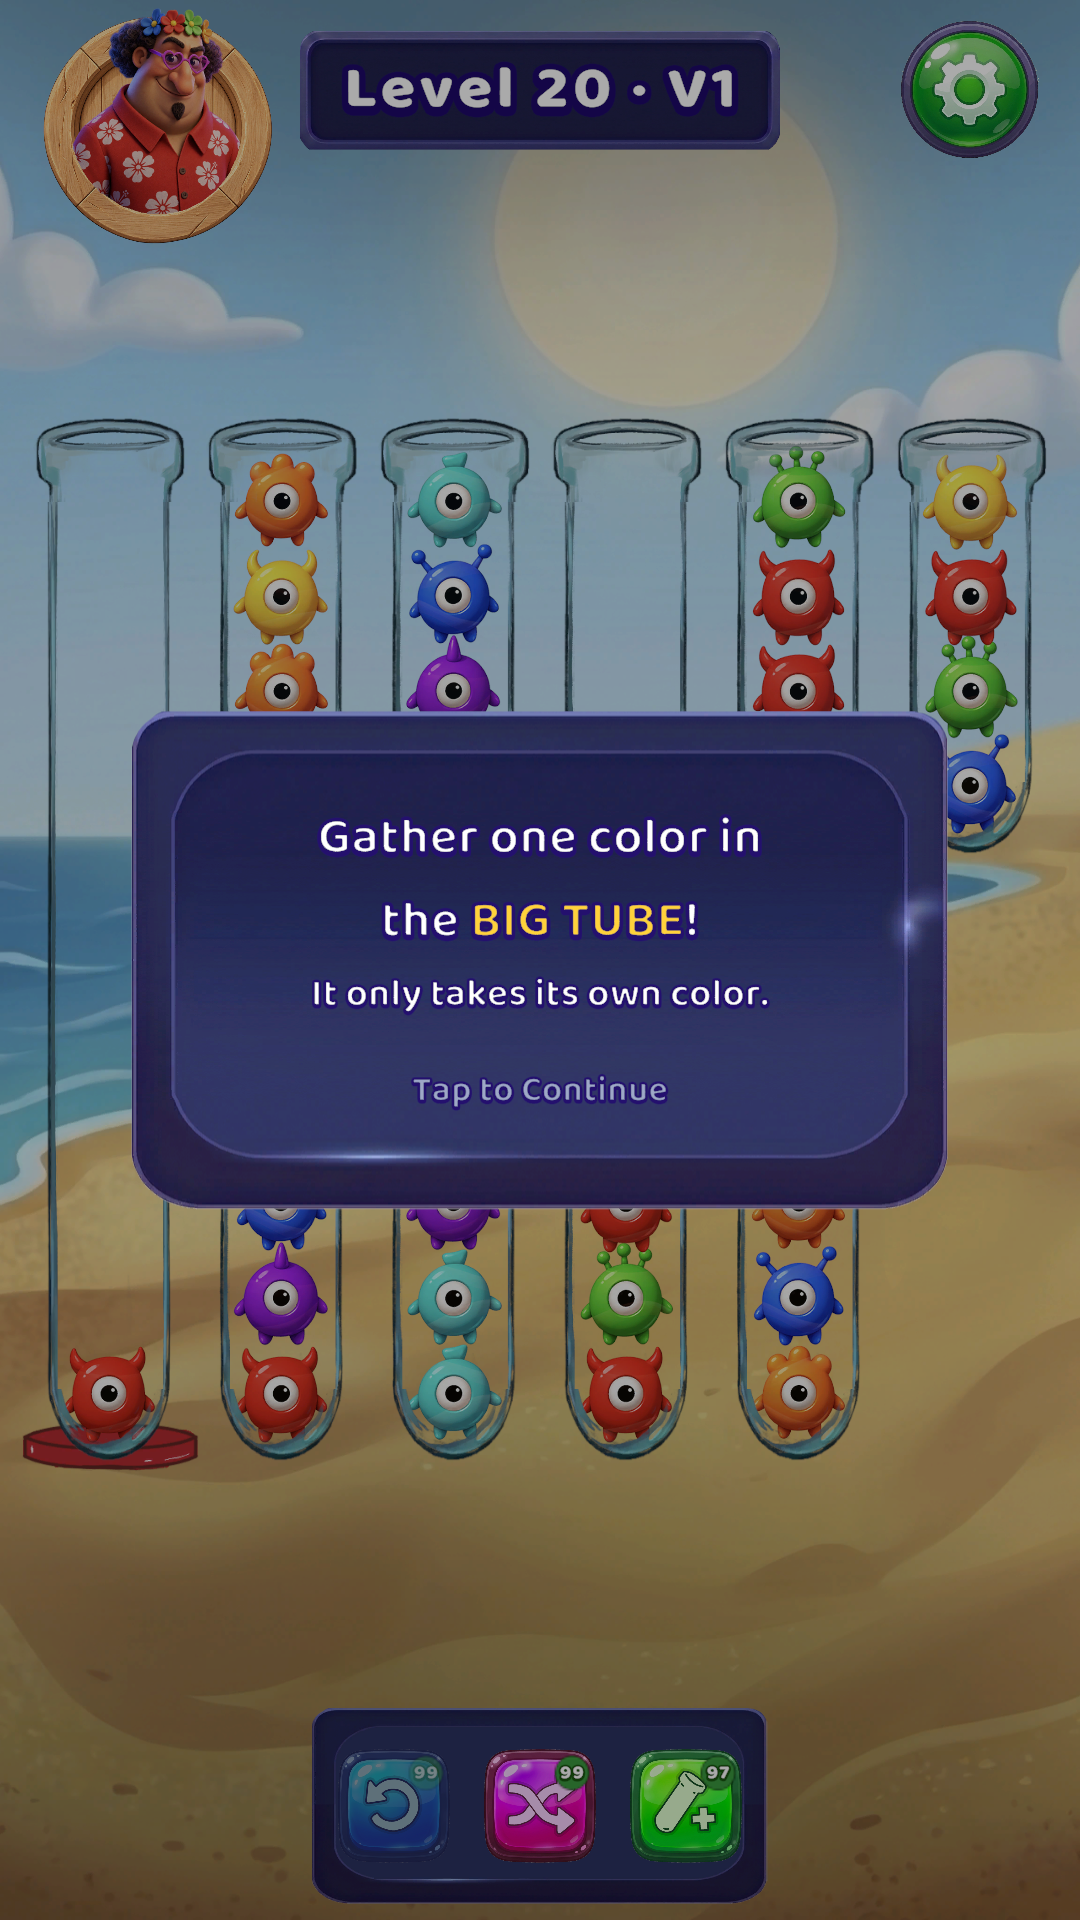 Level 20 · V1
Gather one color in
the BIG TUBE!
It only takes its own color.
Tap to Continue
99
99
97